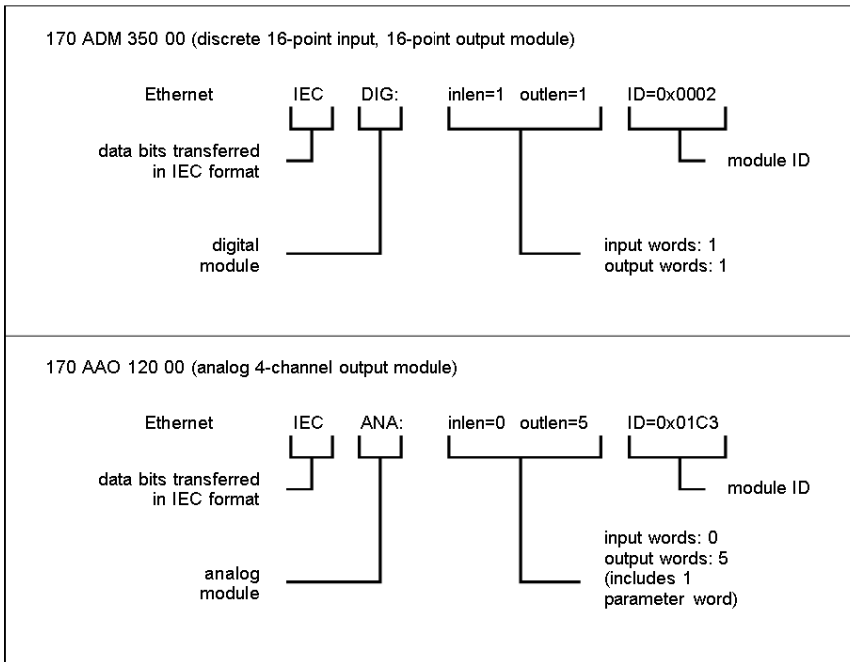 170 ADM 350 00 (discrete 16-point input, 16-point output module)
Ethernet IEC DIG: inlen=1 outlen=1 ID=0x0002
data bits transferred
in IEC format
module ID
digital
module
input words: 1
output words: 1
170 AAO 120 00 (analog 4-channel output module)
Ethernet IEC ANA: inlen=0 outlen=5 ID=0x01C3
data bits transferred
in IEC format
module ID
analog
module
input words: 0
output words: 5
(includes 1
parameter word)